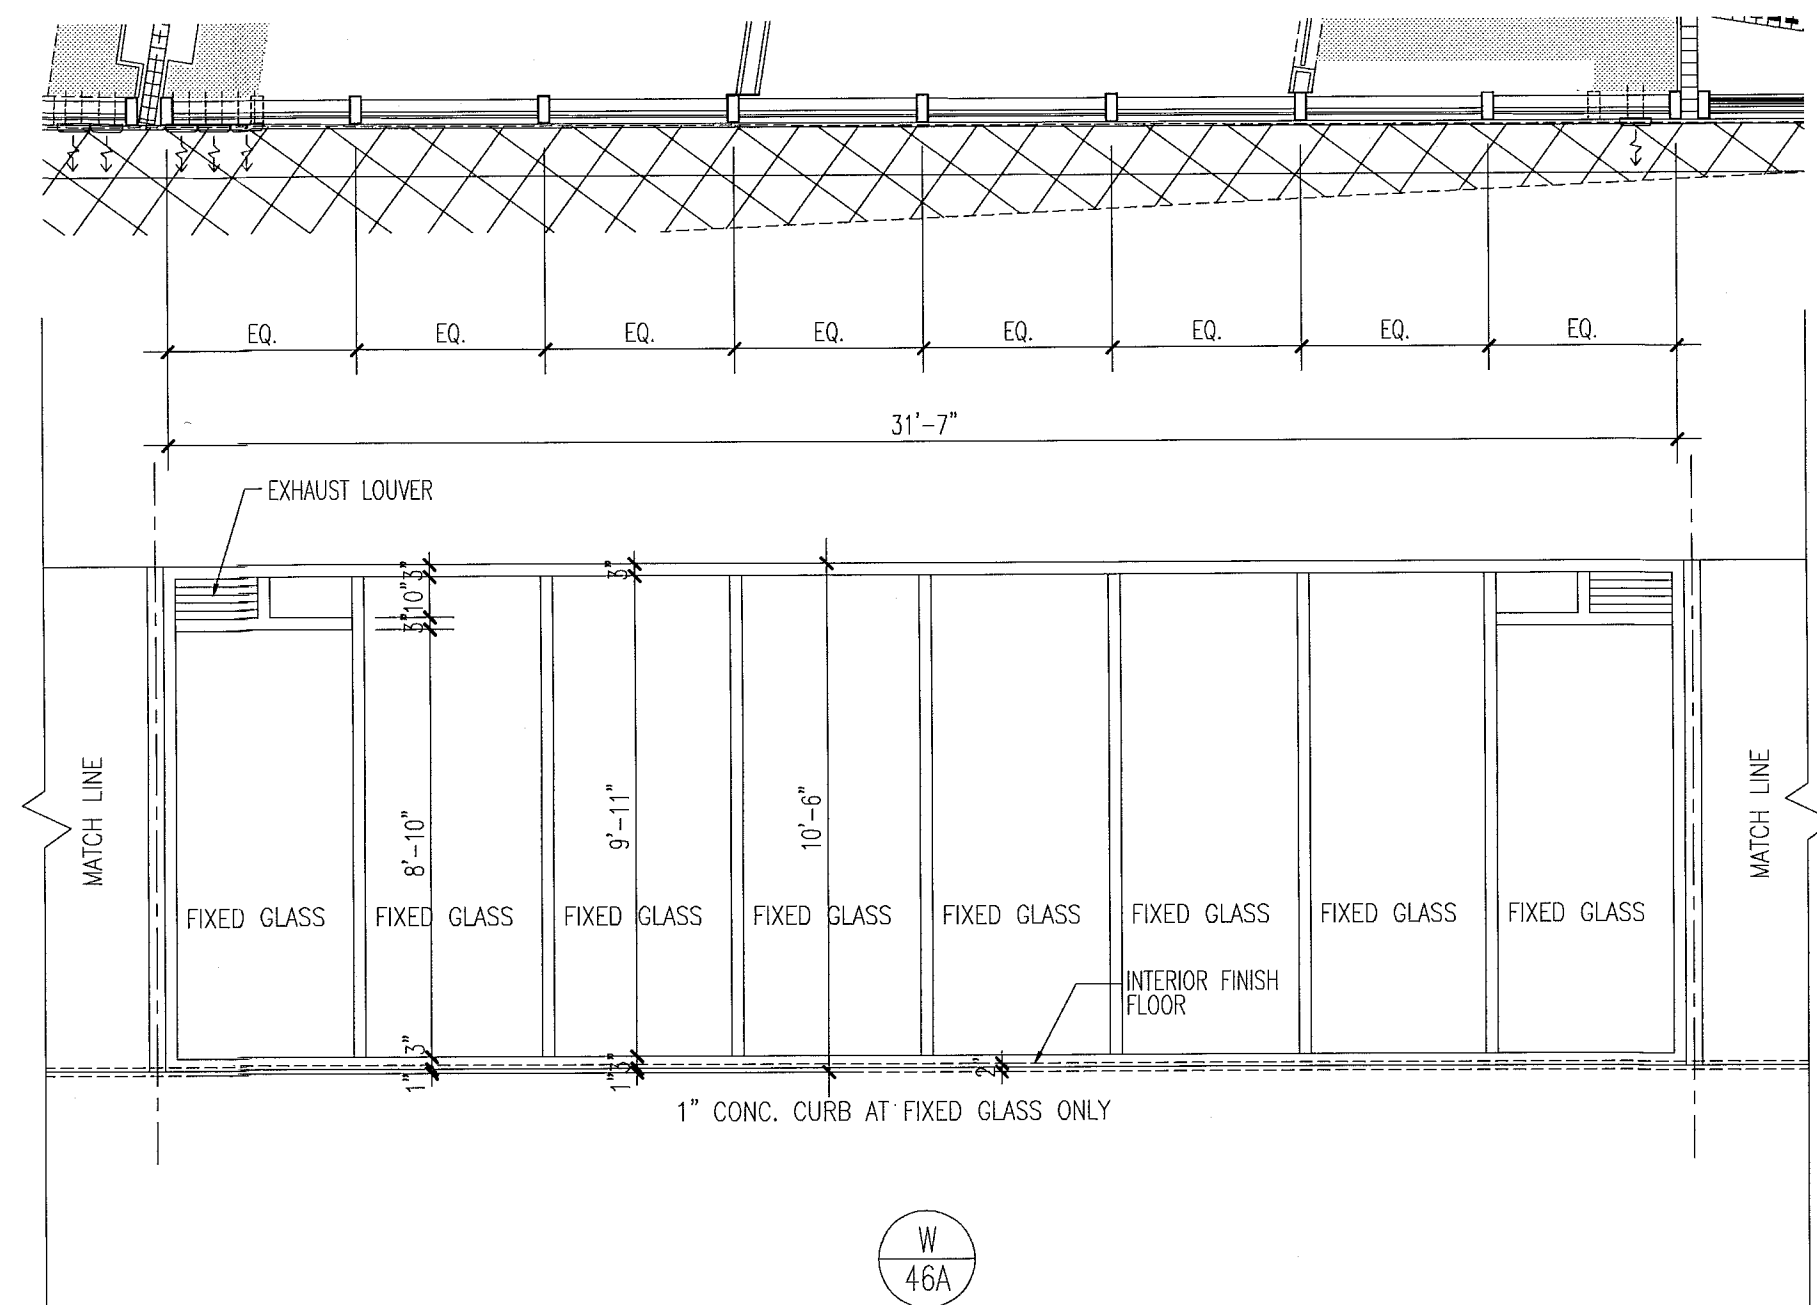 EQ. EQ. EQ. EQ. EQ. EQ. EQ. EQ.
31'-7"
EXHAUST LOUVER
3"
10"
3"
3"
8'-10"
9'-11"
10'-6"
MATCH LINE
MATCH LINE
FIXED GLASS FIXED GLASS FIXED GLASS FIXED GLASS FIXED GLASS FIXED GLASS FIXED GLASS FIXED GLASS
INTERIOR FINISH
FLOOR
3"
1"
3"
1"
2"
1" CONC. CURB AT FIXED GLASS ONLY
W
46A